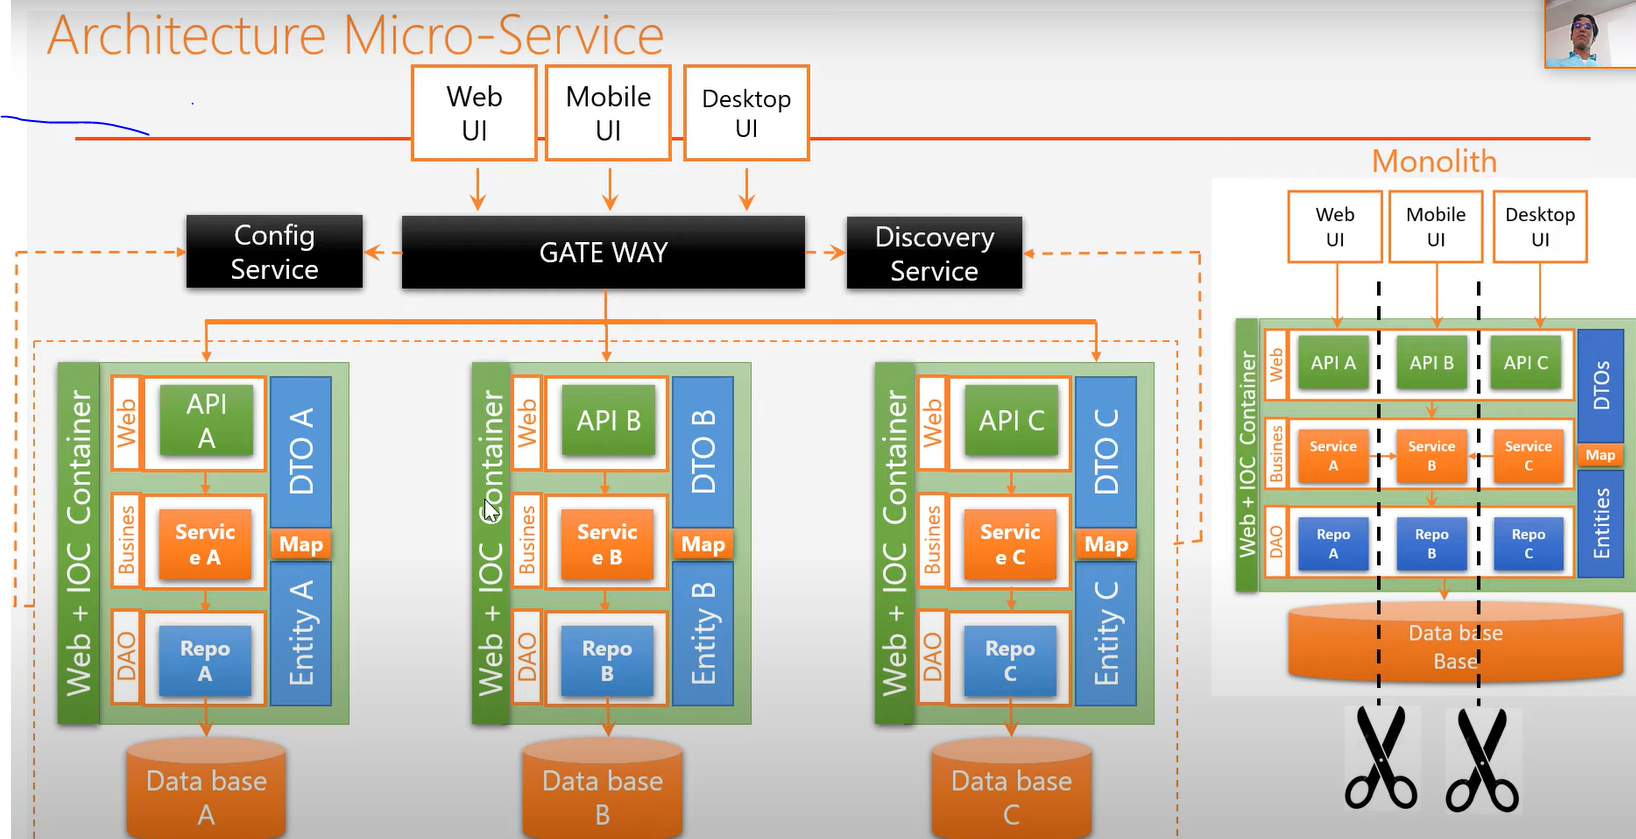 Architecture Micro-Service
Web
UI
Mobile
UI
Desktop
UI
Config
Service
GATE WAY
Discovery
Service
Web + IOC Container
Web
API
A
Busines
Servic
e A
DAO
Repo
A
DTO A
Map
Entity A
Data base
A
Web + IOC Container
Web
API B
Busines
Servic
e B
DAO
Repo
B
DTO B
Map
Entity B
Data base
B
Web + IOC Container
Web
API C
Busines
Servic
e C
DAO
Repo
C
DTO C
Map
Entity C
Data base
C
Monolith
Web
UI
Mobile
UI
Desktop
UI
Web + IOC Container
Web
API A
API B
API C
Busines
Service
A
Service
B
Service
C
DAO
Repo
A
Repo
B
Repo
C
DTOs
Map
Entities
Data base
Base